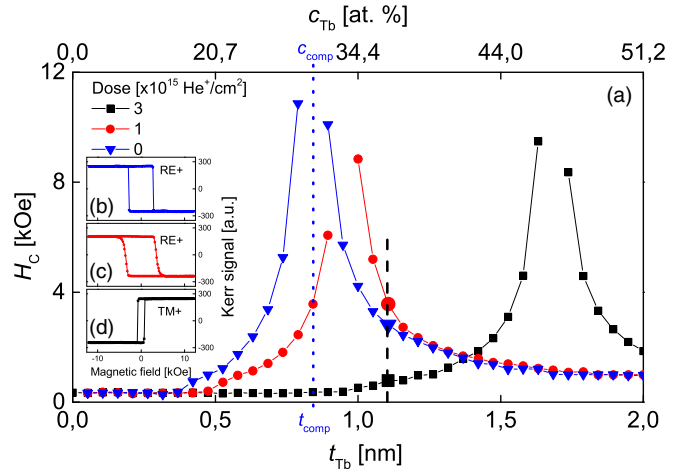 c_Tb [at. %]
0,0 20,7 34,4 44,0 51,2
c_comp
12
8
4
0
H_C [kOe]
Dose [x10^15 He^+/cm^2]
3
1
0
(a)
RE+
(b)
300
0
-300
RE+
(c)
300
0
-300
TM+
(d)
300
0
-300
Kerr signal [a.u.]
-10 0 10
Magnetic field [kOe]
0,0 0,5 1,0 1,5 2,0
t_comp
t_Tb [nm]